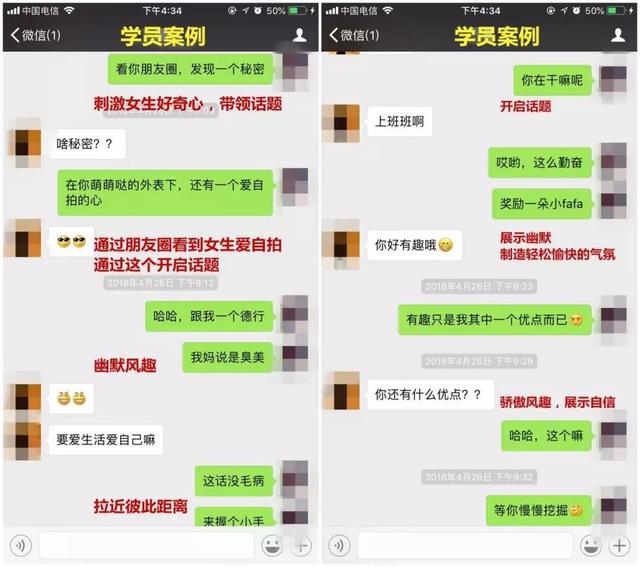 中国电信
下午4:34
50%
微信(1)
学员案例
看你朋友圈，发现一个秘密
刺激女生好奇心，带领话题
啥秘密？？
在你萌萌哒的外表下，还有一个爱自
拍的心
通过朋友圈看到女生爱自拍
通过这个开启话题
2018年4月26日 下午9:12
哈哈，跟我一个德行
我妈说是臭美
幽默风趣
要爱生活爱自己嘛
这话没毛病
拉近彼此距离
来握个小手
中国电信
下午4:34
50%
微信(1)
学员案例
你在干嘛呢
开启话题
上班班啊
哎哟，这么勤奋
奖励一朵小fafa
展示幽默
制造轻松愉快的气氛
你好有趣哦
2018年4月26日 下午9:23
有趣只是我其中一个优点而已
2018年4月26日 下午9:29
你还有什么优点？？
骄傲风趣，展示自信
哈哈，这个嘛
2018年4月26日 下午9:32
等你慢慢挖掘